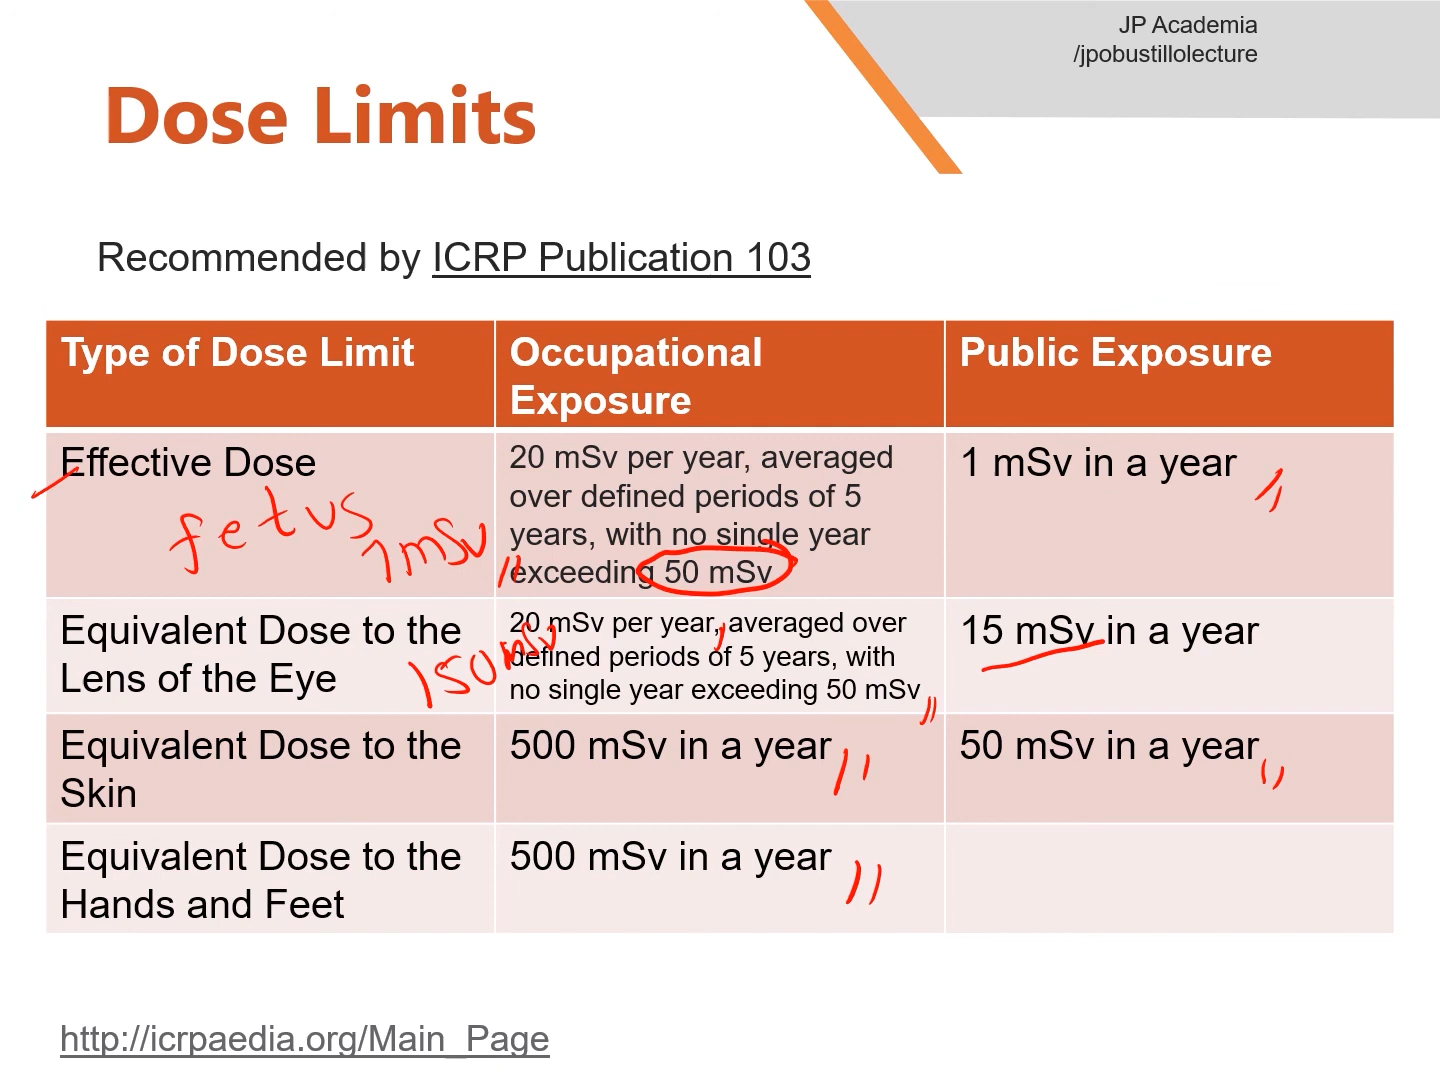 JP Academia
/jpobustillolecture
Dose Limits
Recommended by ICRP Publication 103
Type of Dose Limit
Occupational
Exposure
Public Exposure
Effective Dose
fetus
1mSv
20 mSv per year, averaged
over defined periods of 5
years, with no single year
exceeding 50 mSv
1 mSv in a year
Equivalent Dose to the
Lens of the Eye
150mSv
20 mSv per year, averaged over
defined periods of 5 years, with
no single year exceeding 50 mSv
15 mSv in a year
Equivalent Dose to the
Skin
500 mSv in a year
50 mSv in a year
Equivalent Dose to the
Hands and Feet
500 mSv in a year
http://icrpaedia.org/Main_Page